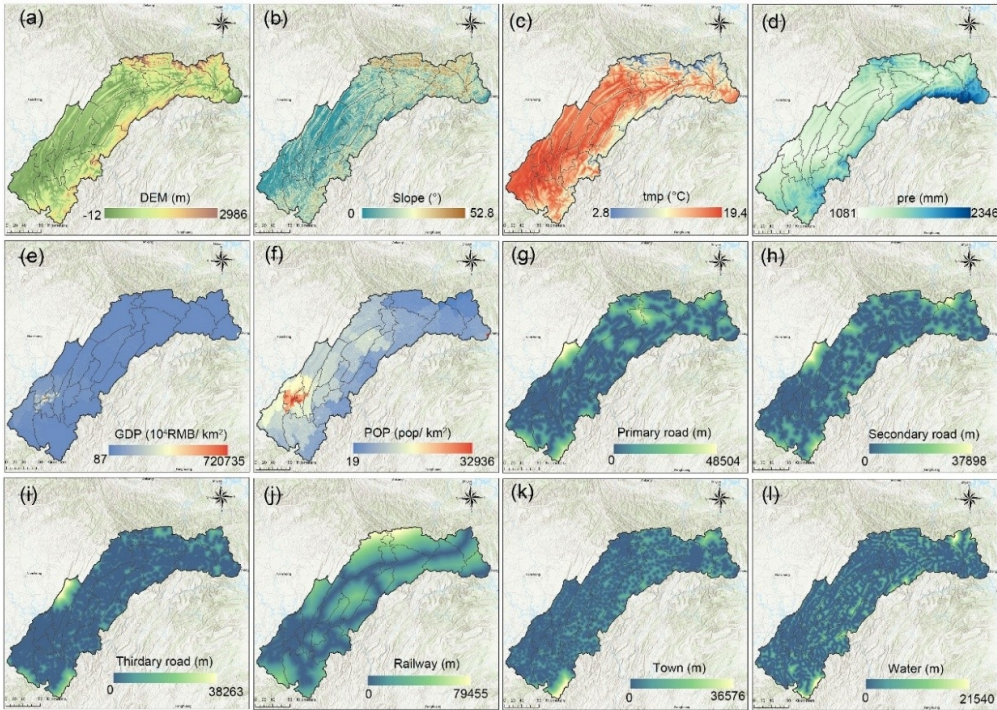 (a)
DEM (m)
-12 2986
(b)
Slope (°)
0 52.8
(c)
tmp (°C)
2.8 19.4
(d)
pre (mm)
1081 2346
(e)
GDP (10⁴RMB/ km²)
87 720735
(f)
POP (pop/ km²)
19 32936
(g)
Primary road (m)
0 48504
(h)
Secondary road (m)
0 37898
(i)
Thirdary road (m)
0 38263
(j)
Railway (m)
0 79455
(k)
Town (m)
0 36576
(l)
Water (m)
0 21540